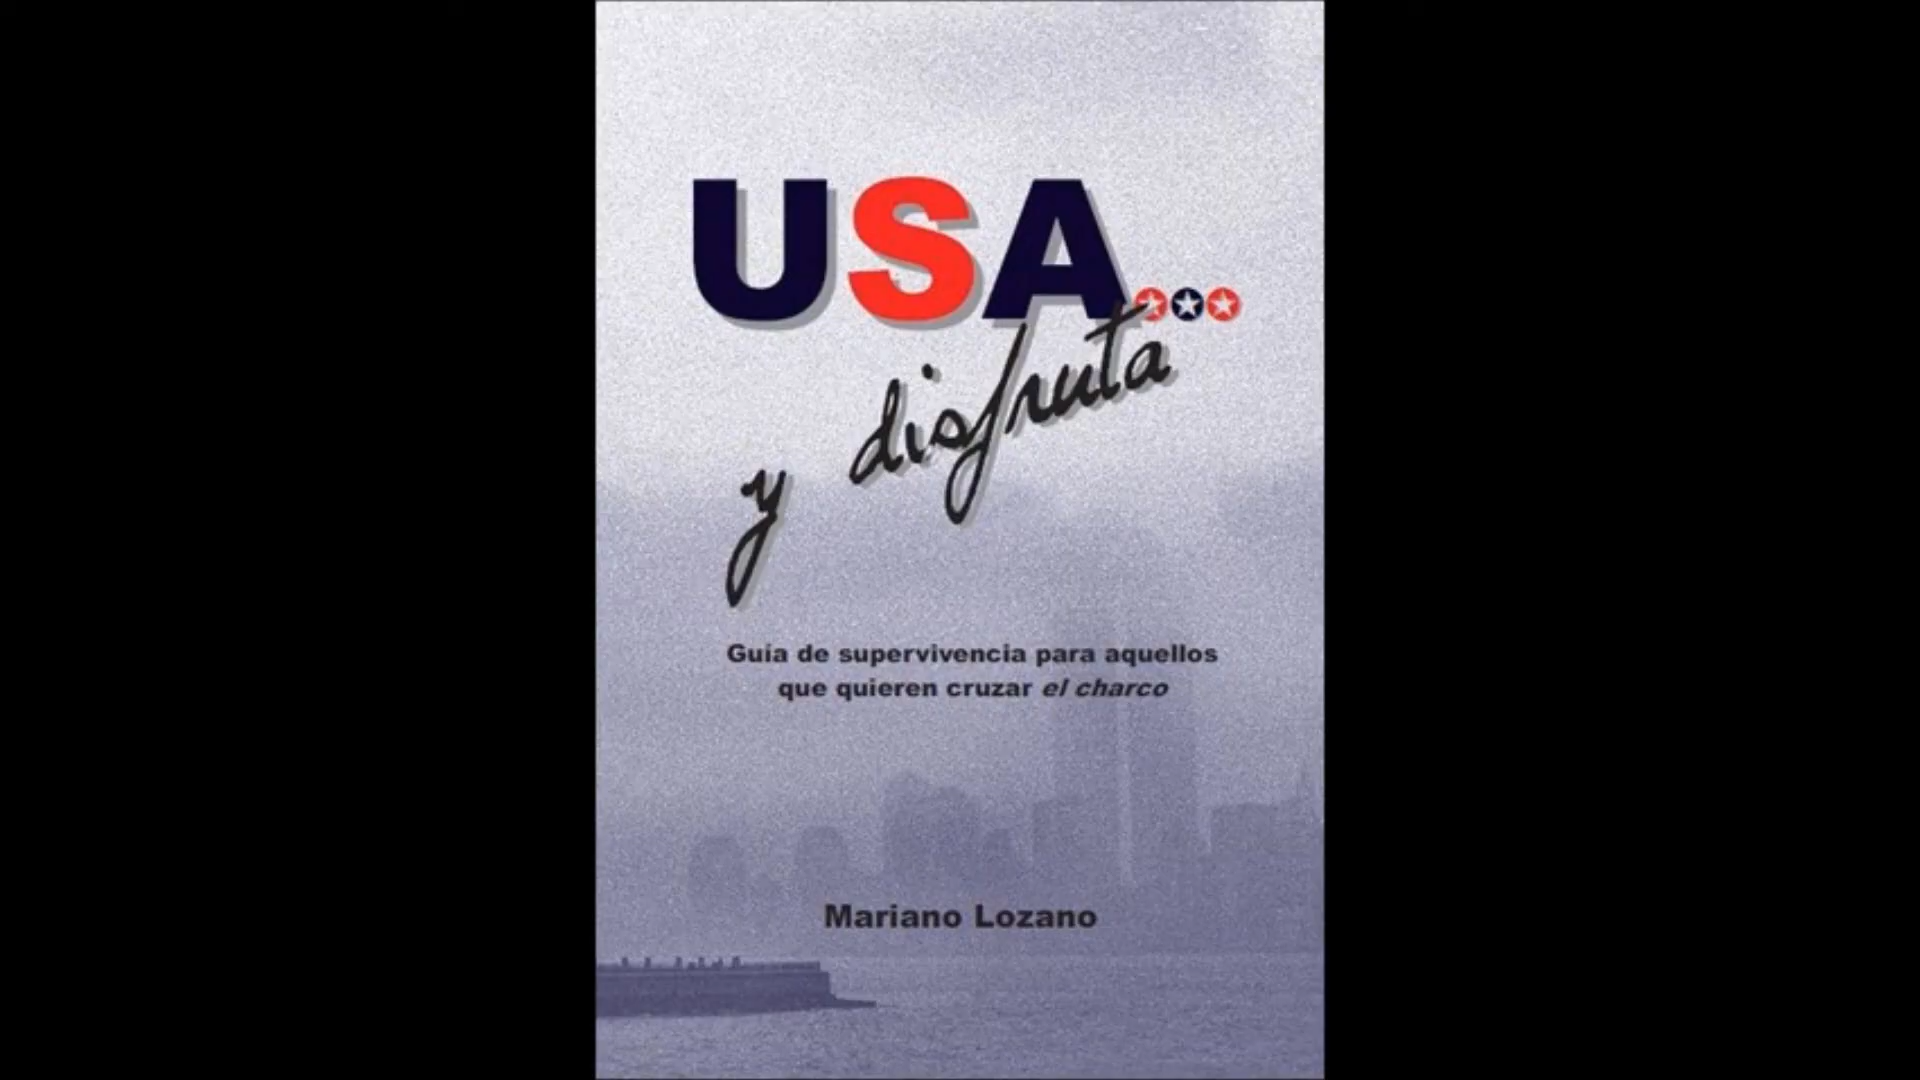 USA...
y disfruta
Guía de supervivencia para aquellos
que quieren cruzar el charco
Mariano Lozano